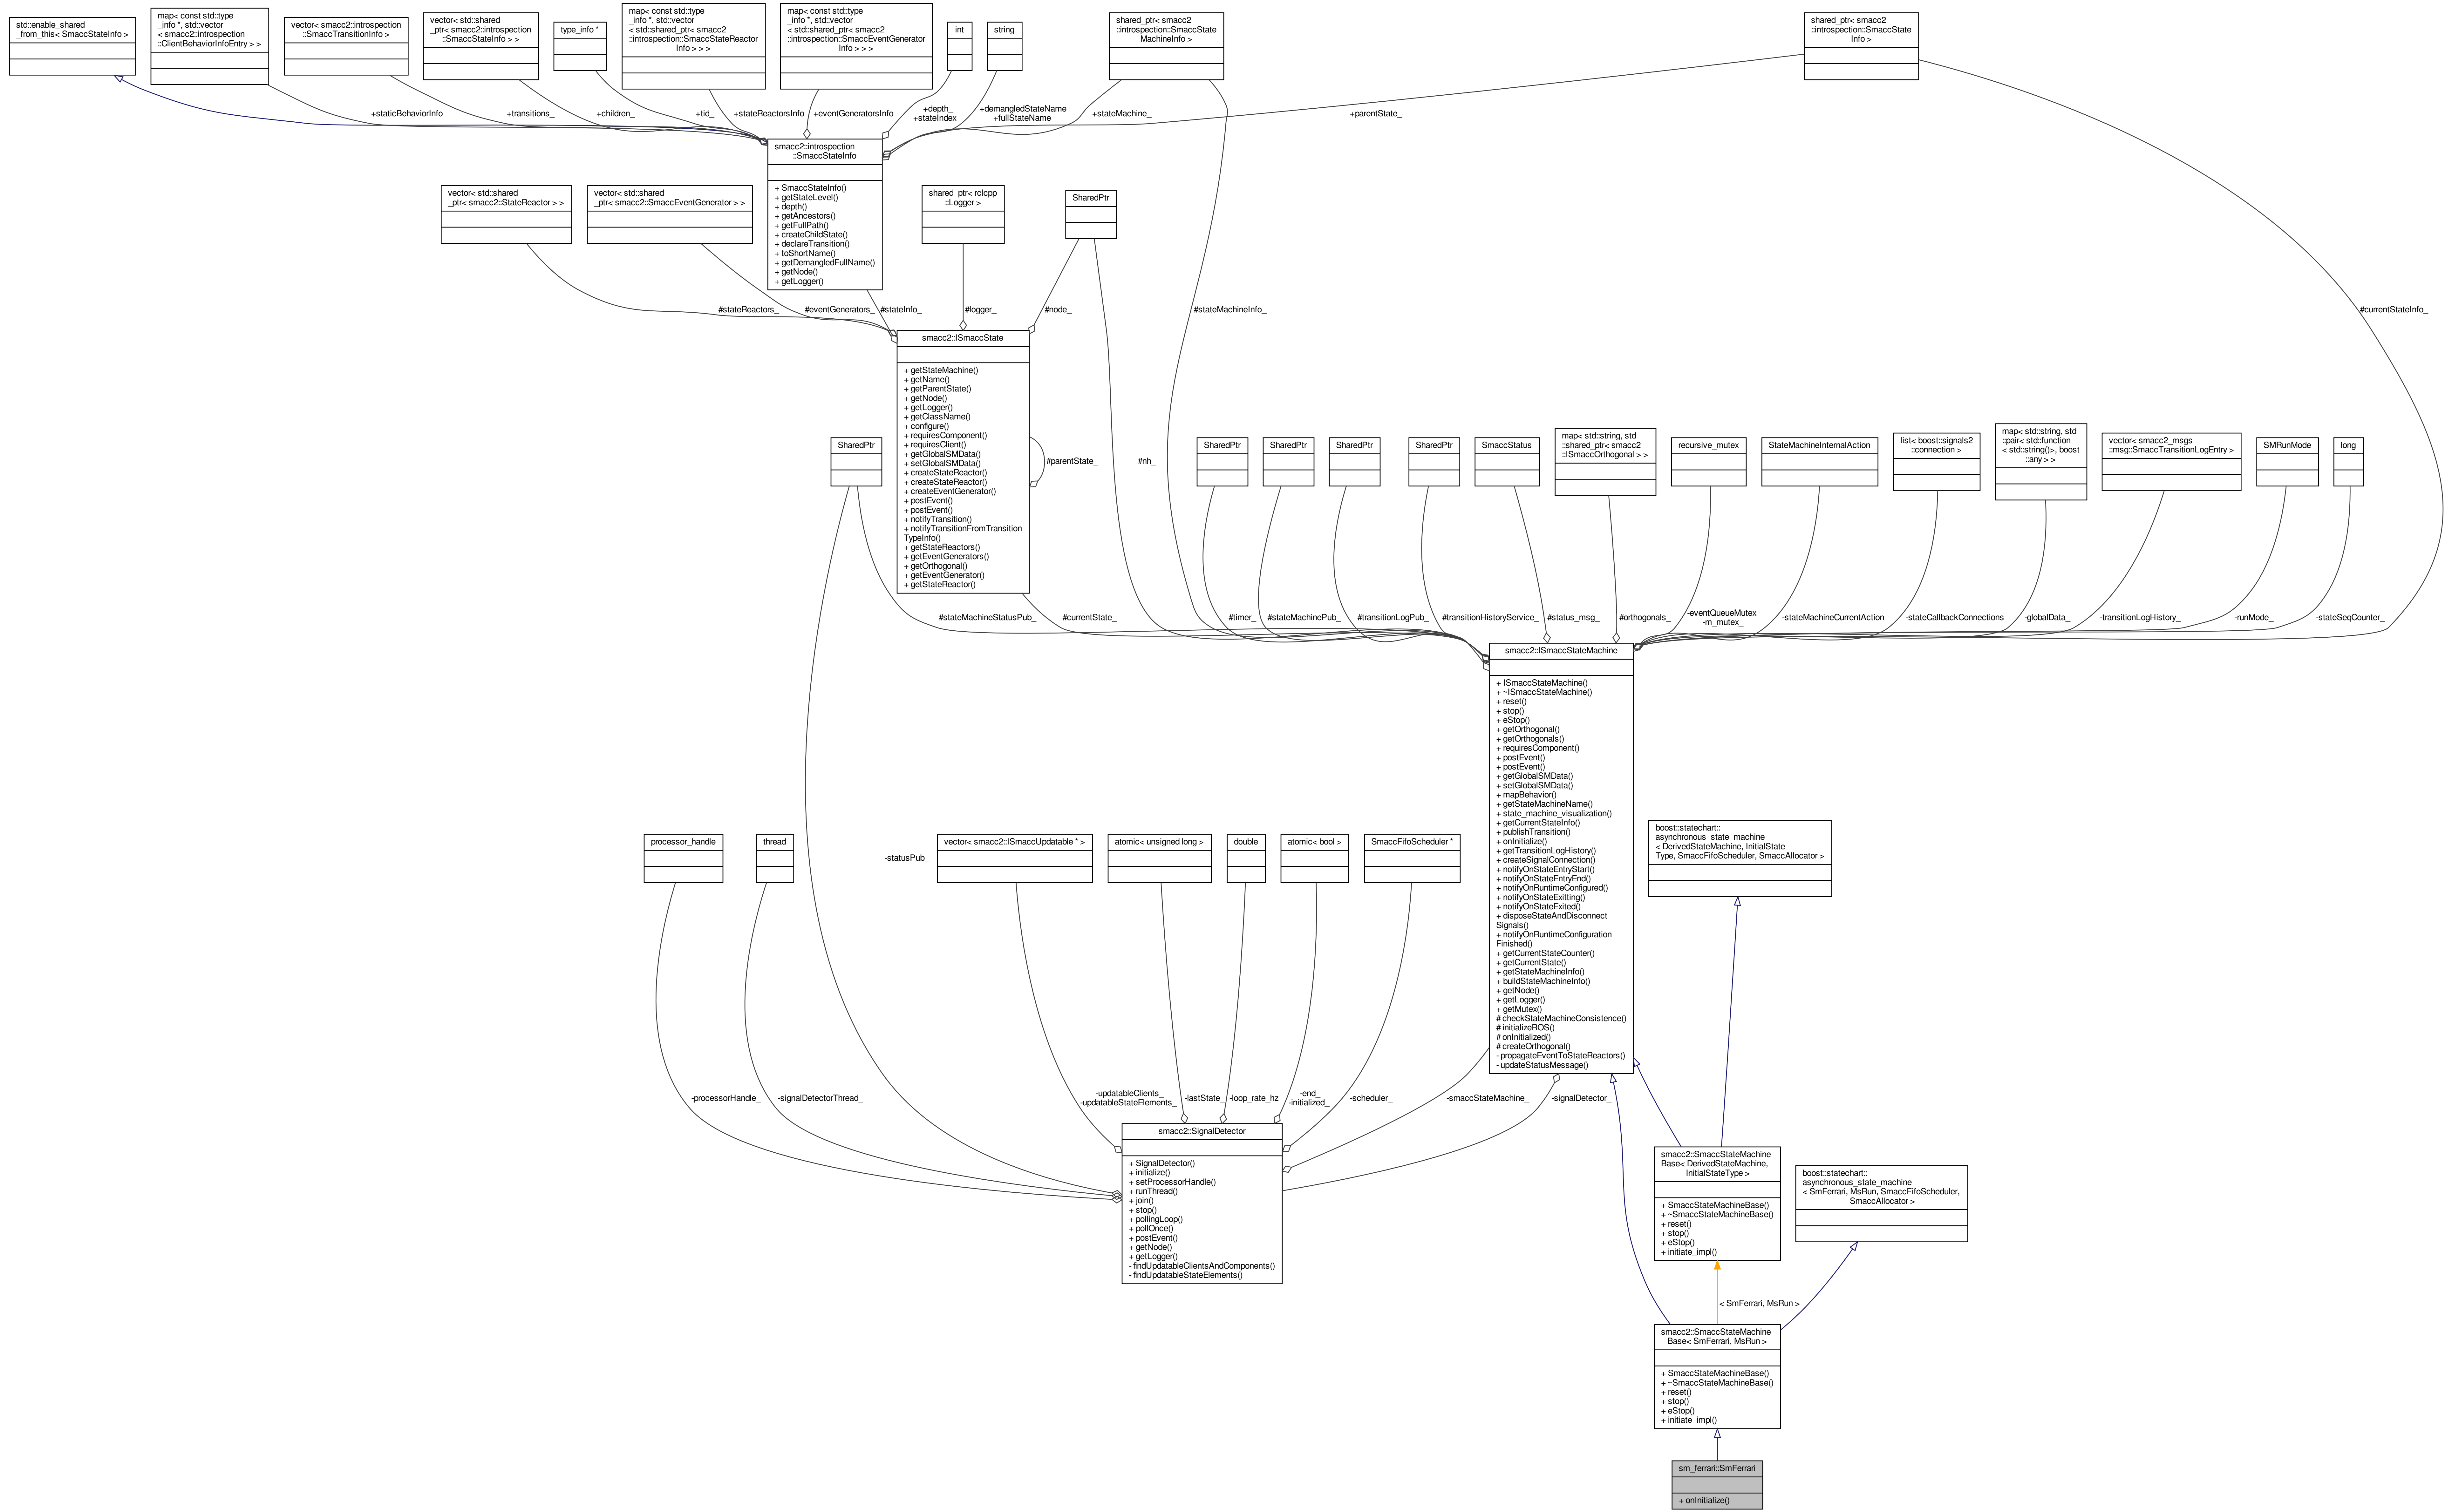 std::enable_shared
_from_this< SmaccStateInfo >
map< const std::type
_info *, std::vector
< smacc2::introspection
::ClientBehaviorInfoEntry > >
vector< smacc2::introspection
::SmaccTransitionInfo >
vector< std::shared
_ptr< smacc2::introspection
::SmaccStateInfo > >
type_info *
map< const std::type
_info *, std::vector
< std::shared_ptr< smacc2
::introspection::SmaccStateReactor
Info > > >
map< const std::type
_info *, std::vector
< std::shared_ptr< smacc2
::introspection::SmaccEventGenerator
Info > > >
int
string
shared_ptr< smacc2
::introspection::SmaccState
MachineInfo >
shared_ptr< smacc2
::introspection::SmaccState
Info >
+staticBehaviorInfo
+transitions_
+children_
+tid_
+stateReactorsInfo
+eventGeneratorsInfo
+depth_
+stateIndex_
+demangledStateName
+fullStateName
+stateMachine_
+parentState_
smacc2::introspection
::SmaccStateInfo
+ SmaccStateInfo()
+ getStateLevel()
+ depth()
+ getAncestors()
+ getFullPath()
+ createChildState()
+ declareTransition()
+ toShortName()
+ getDemangledFullName()
+ getNode()
+ getLogger()
vector< std::shared
_ptr< smacc2::StateReactor > >
vector< std::shared
_ptr< smacc2::SmaccEventGenerator > >
shared_ptr< rclcpp
::Logger >
SharedPtr
#stateReactors_
#eventGenerators_
#stateInfo_
#logger_
#node_
#stateMachineInfo_
#currentStateInfo_
smacc2::ISmaccState
+ getStateMachine()
+ getName()
+ getParentState()
+ getNode()
+ getLogger()
+ getClassName()
+ configure()
+ requiresComponent()
+ requiresClient()
+ getGlobalSMData()
+ setGlobalSMData()
+ createStateReactor()
+ createStateReactor()
+ createEventGenerator()
+ postEvent()
+ postEvent()
+ notifyTransition()
+ notifyTransitionFromTransition
TypeInfo()
+ getStateReactors()
+ getEventGenerators()
+ getOrthogonal()
+ getEventGenerator()
+ getStateReactor()
#parentState_
#nh_
SharedPtr
SharedPtr
SharedPtr
SharedPtr
SharedPtr
SmaccStatus
map< std::string, std
::shared_ptr< smacc2
::ISmaccOrthogonal > >
recursive_mutex
StateMachineInternalAction
list< boost::signals2
::connection >
map< std::string, std
::pair< std::function
< std::string()>, boost
::any > >
vector< smacc2_msgs
::msg::SmaccTransitionLogEntry >
SMRunMode
long
#stateMachineStatusPub_
#currentState_
#timer_
#stateMachinePub_
#transitionLogPub_
#transitionHistoryService_
#status_msg_
#orthogonals_
-eventQueueMutex_
-m_mutex_
-stateMachineCurrentAction
-stateCallbackConnections
-globalData_
-transitionLogHistory_
-runMode_
-stateSeqCounter_
smacc2::ISmaccStateMachine
+ ISmaccStateMachine()
+ ~ISmaccStateMachine()
+ reset()
+ stop()
+ eStop()
+ getOrthogonal()
+ getOrthogonals()
+ requiresComponent()
+ postEvent()
+ postEvent()
+ getGlobalSMData()
+ setGlobalSMData()
+ mapBehavior()
+ getStateMachineName()
+ state_machine_visualization()
+ getCurrentStateInfo()
+ publishTransition()
+ onInitialize()
+ getTransitionLogHistory()
+ createSignalConnection()
+ notifyOnStateEntryStart()
+ notifyOnStateEntryEnd()
+ notifyOnRuntimeConfigured()
+ notifyOnStateExitting()
+ notifyOnStateExited()
+ disposeStateAndDisconnect
Signals()
+ notifyOnRuntimeConfiguration
Finished()
+ getCurrentStateCounter()
+ getCurrentState()
+ getStateMachineInfo()
+ buildStateMachineInfo()
+ getNode()
+ getLogger()
+ getMutex()
# checkStateMachineConsistence()
# initializeROS()
# onInitialized()
# createOrthogonal()
- propagateEventToStateReactors()
- updateStatusMessage()
processor_handle
thread
-statusPub_
vector< smacc2::ISmaccUpdatable * >
atomic< unsigned long >
double
atomic< bool >
SmaccFifoScheduler *
boost::statechart::
asynchronous_state_machine
< DerivedStateMachine, InitialState
Type, SmaccFifoScheduler, SmaccAllocator >
-processorHandle_
-signalDetectorThread_
-updatableClients_
-updatableStateElements_
-lastState_
-loop_rate_hz
-end_
-initialized_
-scheduler_
-smaccStateMachine_
-signalDetector_
smacc2::SignalDetector
+ SignalDetector()
+ initialize()
+ setProcessorHandle()
+ runThread()
+ join()
+ stop()
+ pollingLoop()
+ pollOnce()
+ postEvent()
+ getNode()
+ getLogger()
- findUpdatableClientsAndComponents()
- findUpdatableStateElements()
smacc2::SmaccStateMachine
Base< DerivedStateMachine,
InitialStateType >
+ SmaccStateMachineBase()
+ ~SmaccStateMachineBase()
+ reset()
+ stop()
+ eStop()
+ initiate_impl()
boost::statechart::
asynchronous_state_machine
< SmFerrari, MsRun, SmaccFifoScheduler,
SmaccAllocator >
< SmFerrari, MsRun >
smacc2::SmaccStateMachine
Base< SmFerrari, MsRun >
+ SmaccStateMachineBase()
+ ~SmaccStateMachineBase()
+ reset()
+ stop()
+ eStop()
+ initiate_impl()
sm_ferrari::SmFerrari
+ onInitialize()